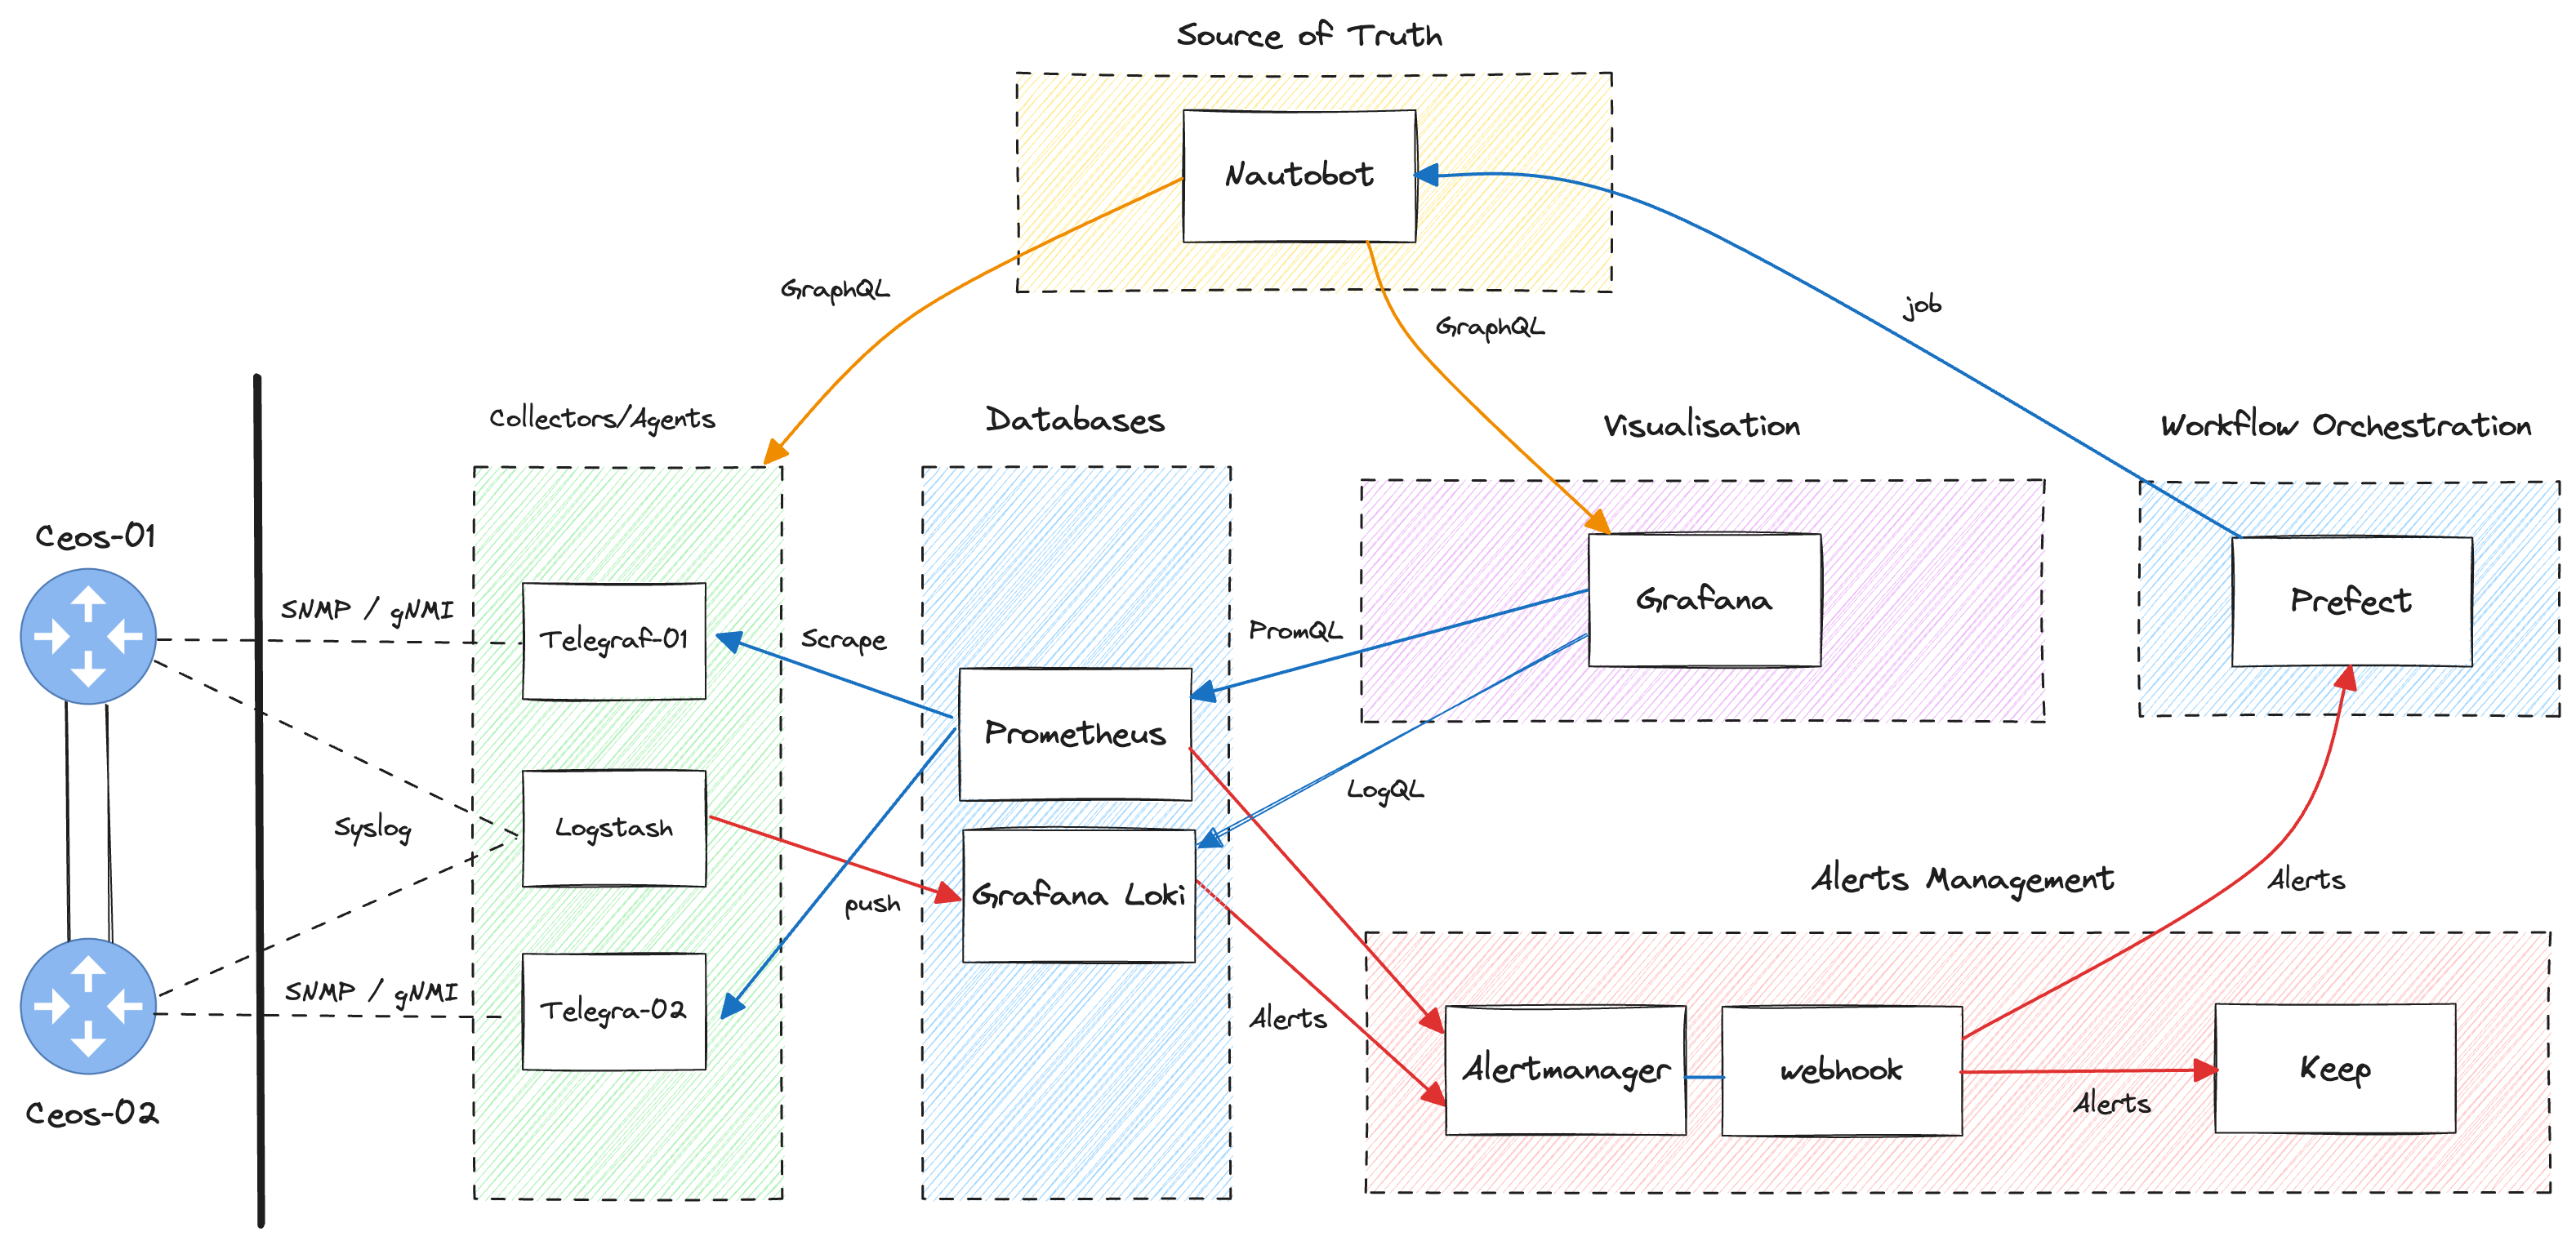 Source of Truth
Nautobot
GraphQL
GraphQL
job
Collectors/Agents
Databases
Visualisation
Workflow Orchestration
Ceos-01
SNMP / gNMI
Telegraf-01
Scrape
PromQL
Grafana
Prefect
Prometheus
LogQL
Syslog
Logstash
push
Grafana Loki
Alerts Management
Alerts
SNMP / gNMI
Telegra-02
Alerts
Alertmanager
webhook
Alerts
Keep
Ceos-02